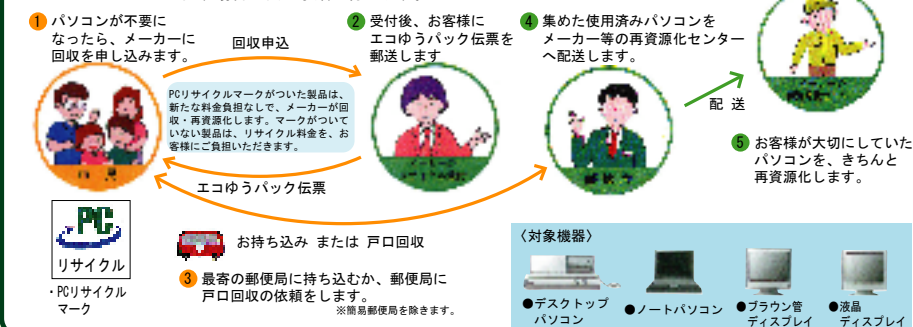 1 パソコンが不要に
なったら、メーカーに
回収を申し込みます。
回収申込
2 受付後、お客様に
エコゆうパック伝票を
郵送します
4 集めた使用済みパソコンを
メーカー等の再資源化センター
へ配送します。
PCリサイクルマークがついた製品は、
新たな料金負担なしで、メーカーが回
収・再資源化します。マークがついて
いない製品は、リサイクル料金を、お
客様にご負担いただきます。
配 送
5 お客様が大切にしていた
パソコンを、きちんと
再資源化します。
エコゆうパック伝票
PC
リサイクル
・PCリサイクル
マーク
お持ち込み または 戸口回収
3 最寄の郵便局に持ち込むか、郵便局に
戸口回収の依頼をします。
※簡易郵便局を除きます。
〈対象機器〉
●デスクトップ
パソコン
●ノートパソコン
●ブラウン管
ディスプレイ
●液晶
ディスプレイ